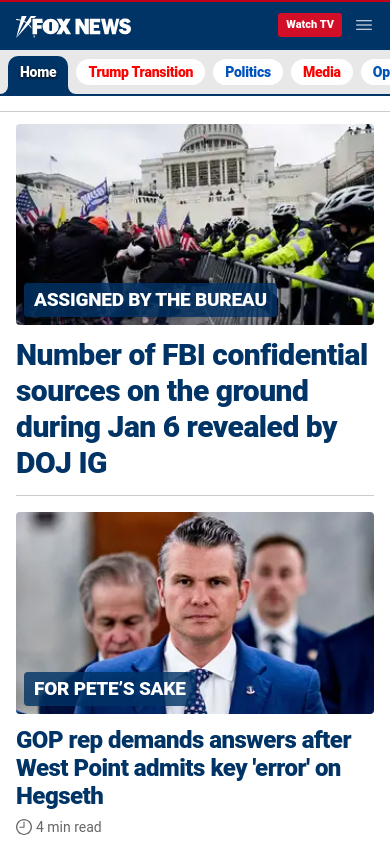 FOX NEWS
Watch TV
Home
Trump Transition
Politics
Media
Op
ASSIGNED BY THE BUREAU
Number of FBI confidential
sources on the ground
during Jan 6 revealed by
DOJ IG
FOR PETE'S SAKE
GOP rep demands answers after
West Point admits key 'error' on
Hegseth
4 min read